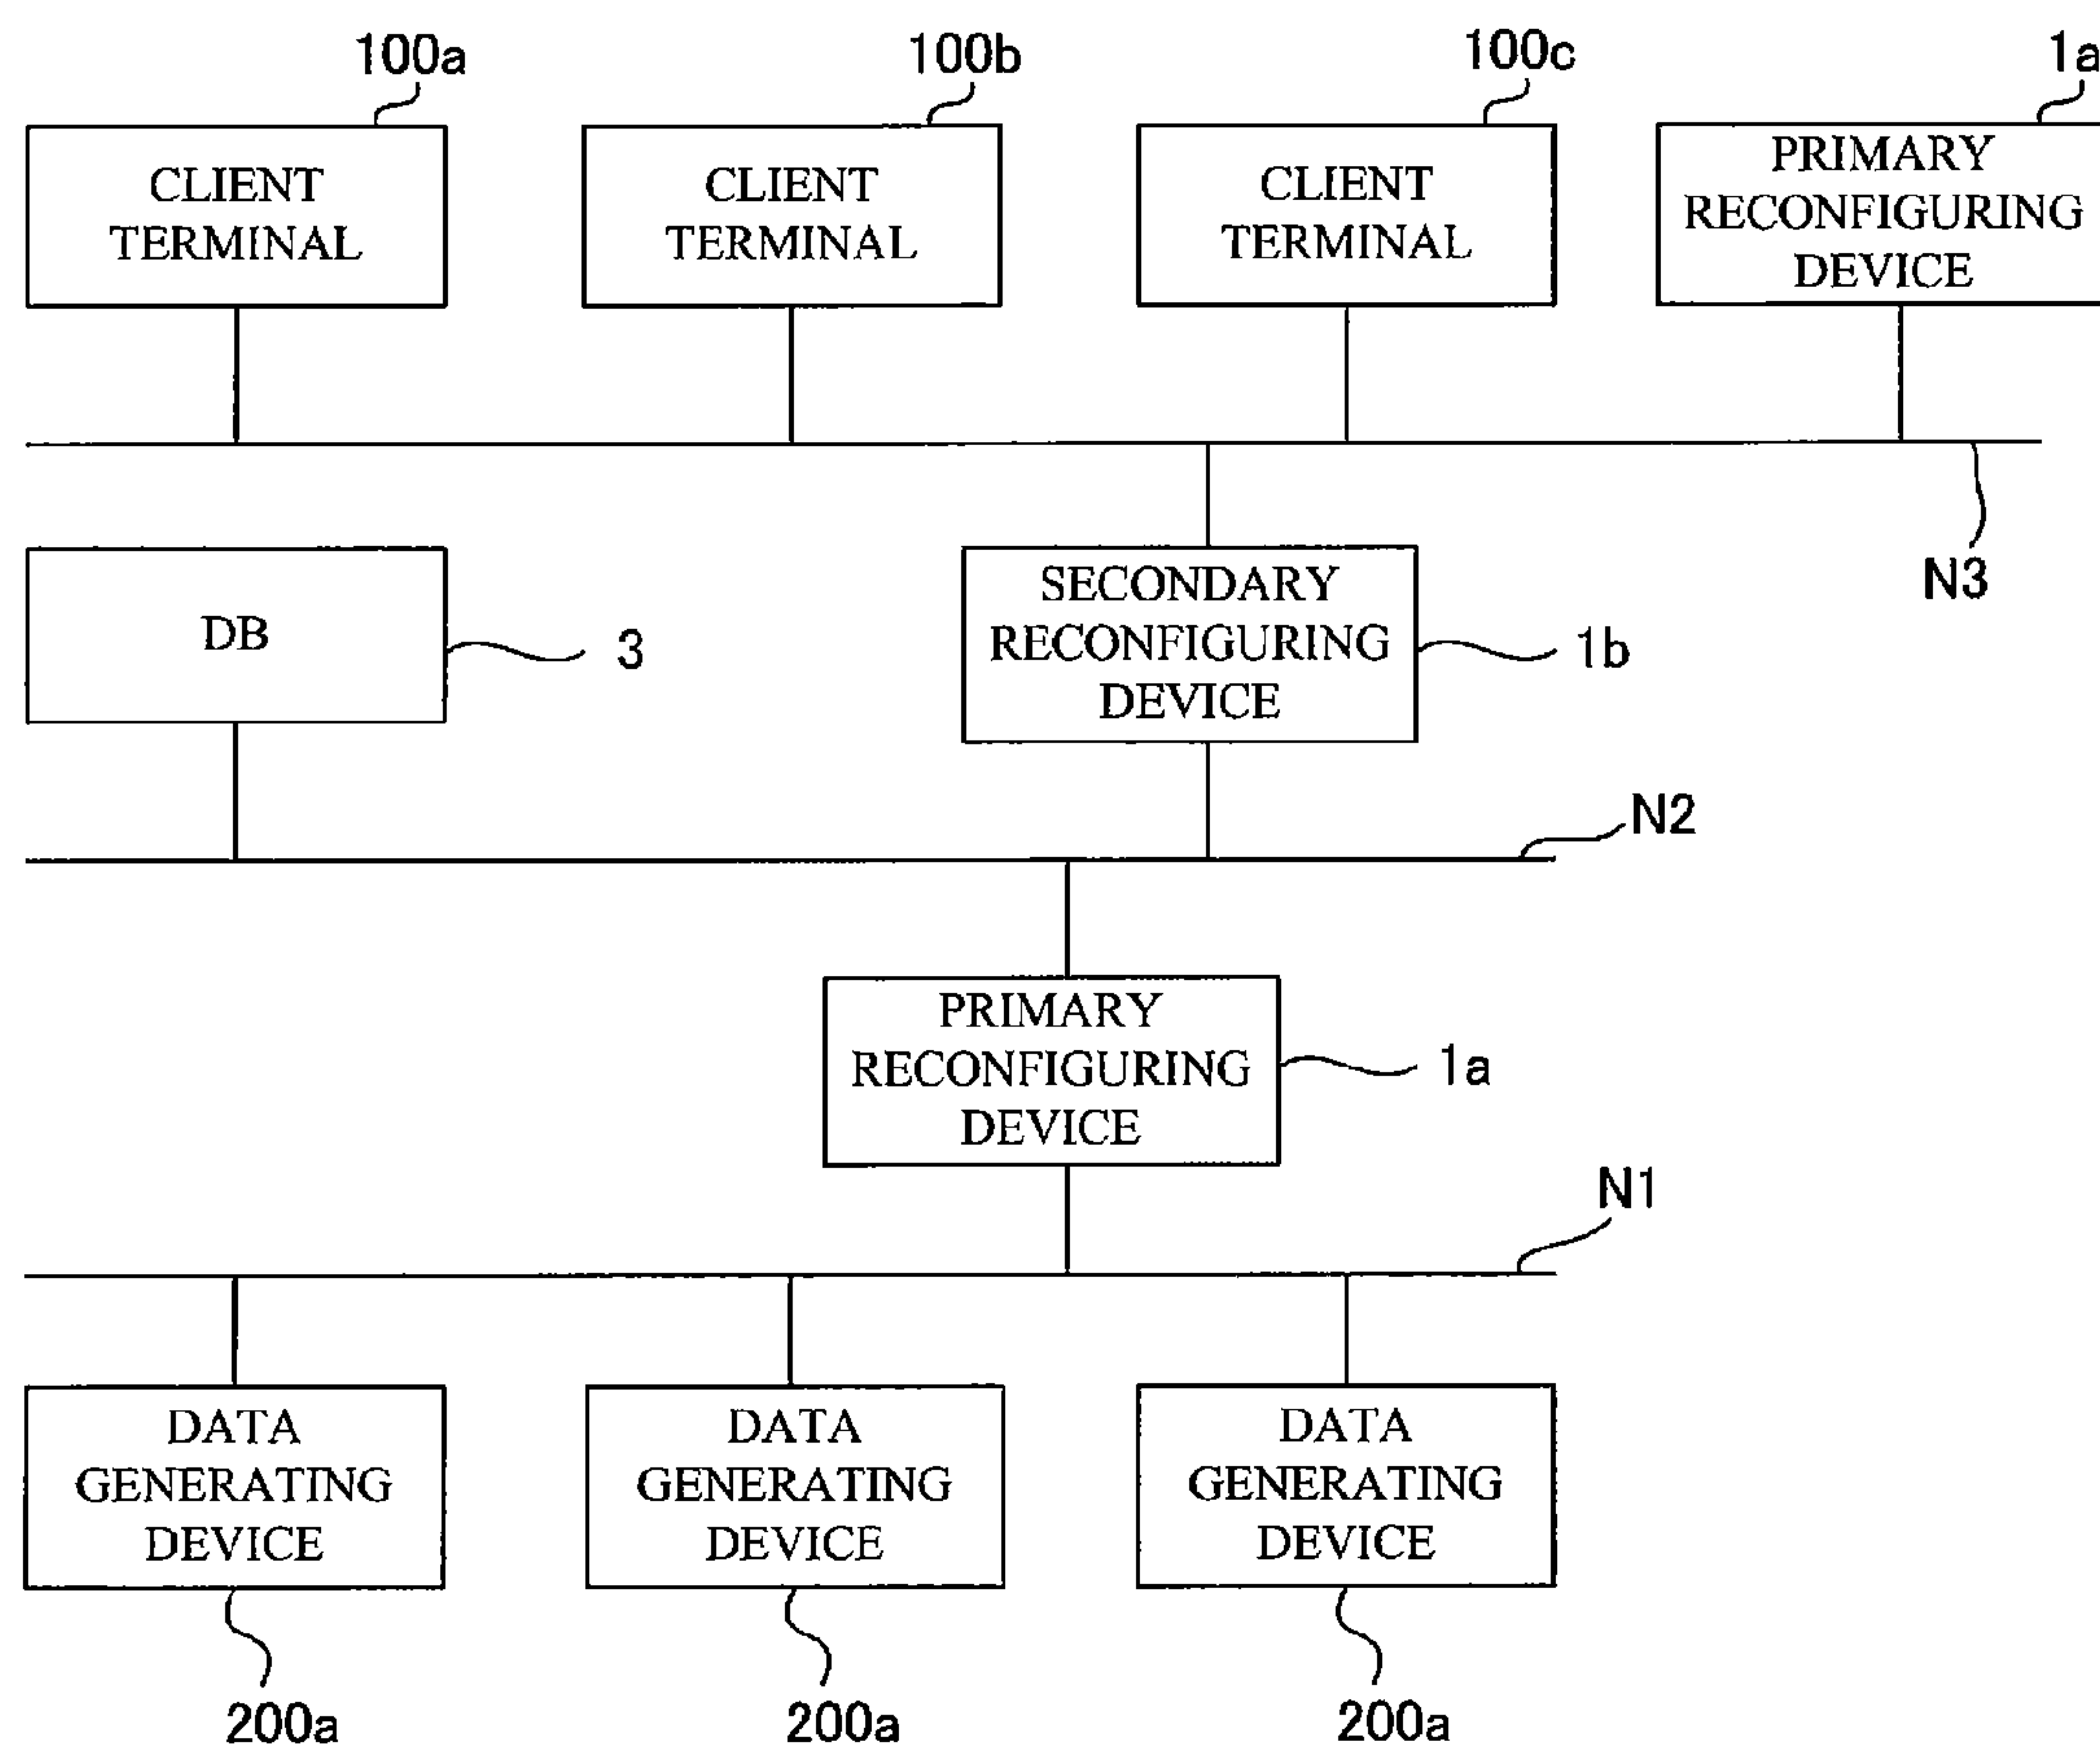 100a
100b
100c
1a
CLIENT
TERMINAL
CLIENT
TERMINAL
CLIENT
TERMINAL
PRIMARY
RECONFIGURING
DEVICE
N3
DB
3
SECONDARY
RECONFIGURING
DEVICE
1b
N2
PRIMARY
RECONFIGURING
DEVICE
1a
N1
DATA
GENERATING
DEVICE
DATA
GENERATING
DEVICE
DATA
GENERATING
DEVICE
200a
200a
200a